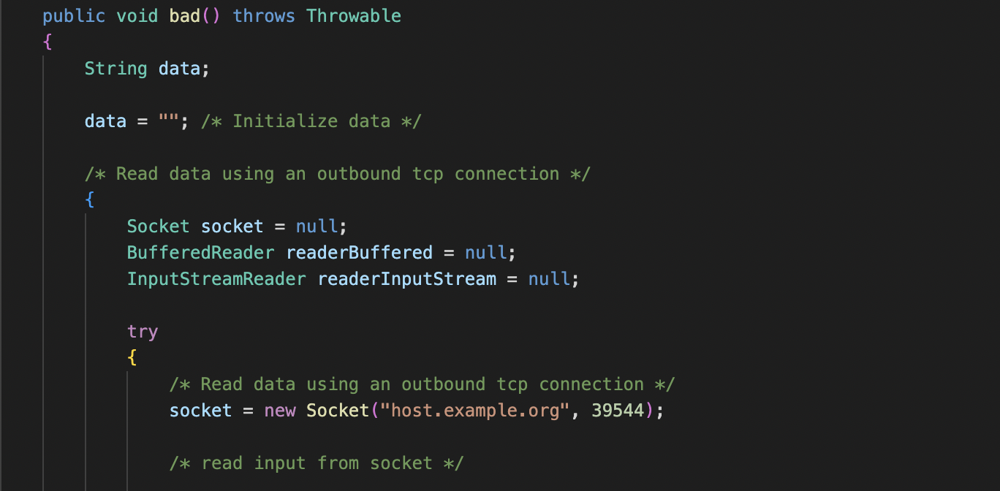 public void bad() throws Throwable
{
String data;
data = ""; /* Initialize data */
/* Read data using an outbound tcp connection */
{
Socket socket = null;
BufferedReader readerBuffered = null;
InputStreamReader readerInputStream = null;
try
{
/* Read data using an outbound tcp connection */
socket = new Socket("host.example.org", 39544);
/* read input from socket */